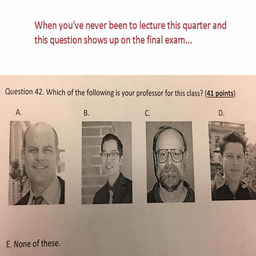 When you've never been to lecture this quarter and
this question shows up on the final exam...
Question 42. Which of the following is your professor for this class? (41 points)
A.
B.
C.
D.
E. None of these.